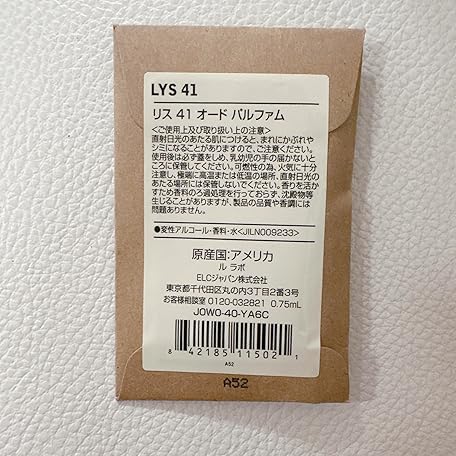 LYS 41
リス 41 オード パルファム
<ご使用上及び取り扱い上の注意>
直射日光のあたる肌につけると、まれにかぶれや
シミになることがありますので、ご注意ください。
使用後は必ず蓋をしめ、乳幼児の手の届かないと
ころに保管してください。可燃性の為、火気に十分
注意し、極端に高温または低温の場所、直射日光の
あたる場所には保管しないでください。香りを活か
すため香料のろ過処理を行っておらず、沈殿物等
生じることがありますが、製品の品質や香調には
問題ありません。
●変性アルコール・香料・水<JILN009233>
原産国:アメリカ
ル ラボ
ELCジャパン株式会社
東京都千代田区丸の内3丁目2番3号
お客様相談室 0120-032821 0.75mL
J0W0-40-YA6C
8 42185 11502 1
A52
A52